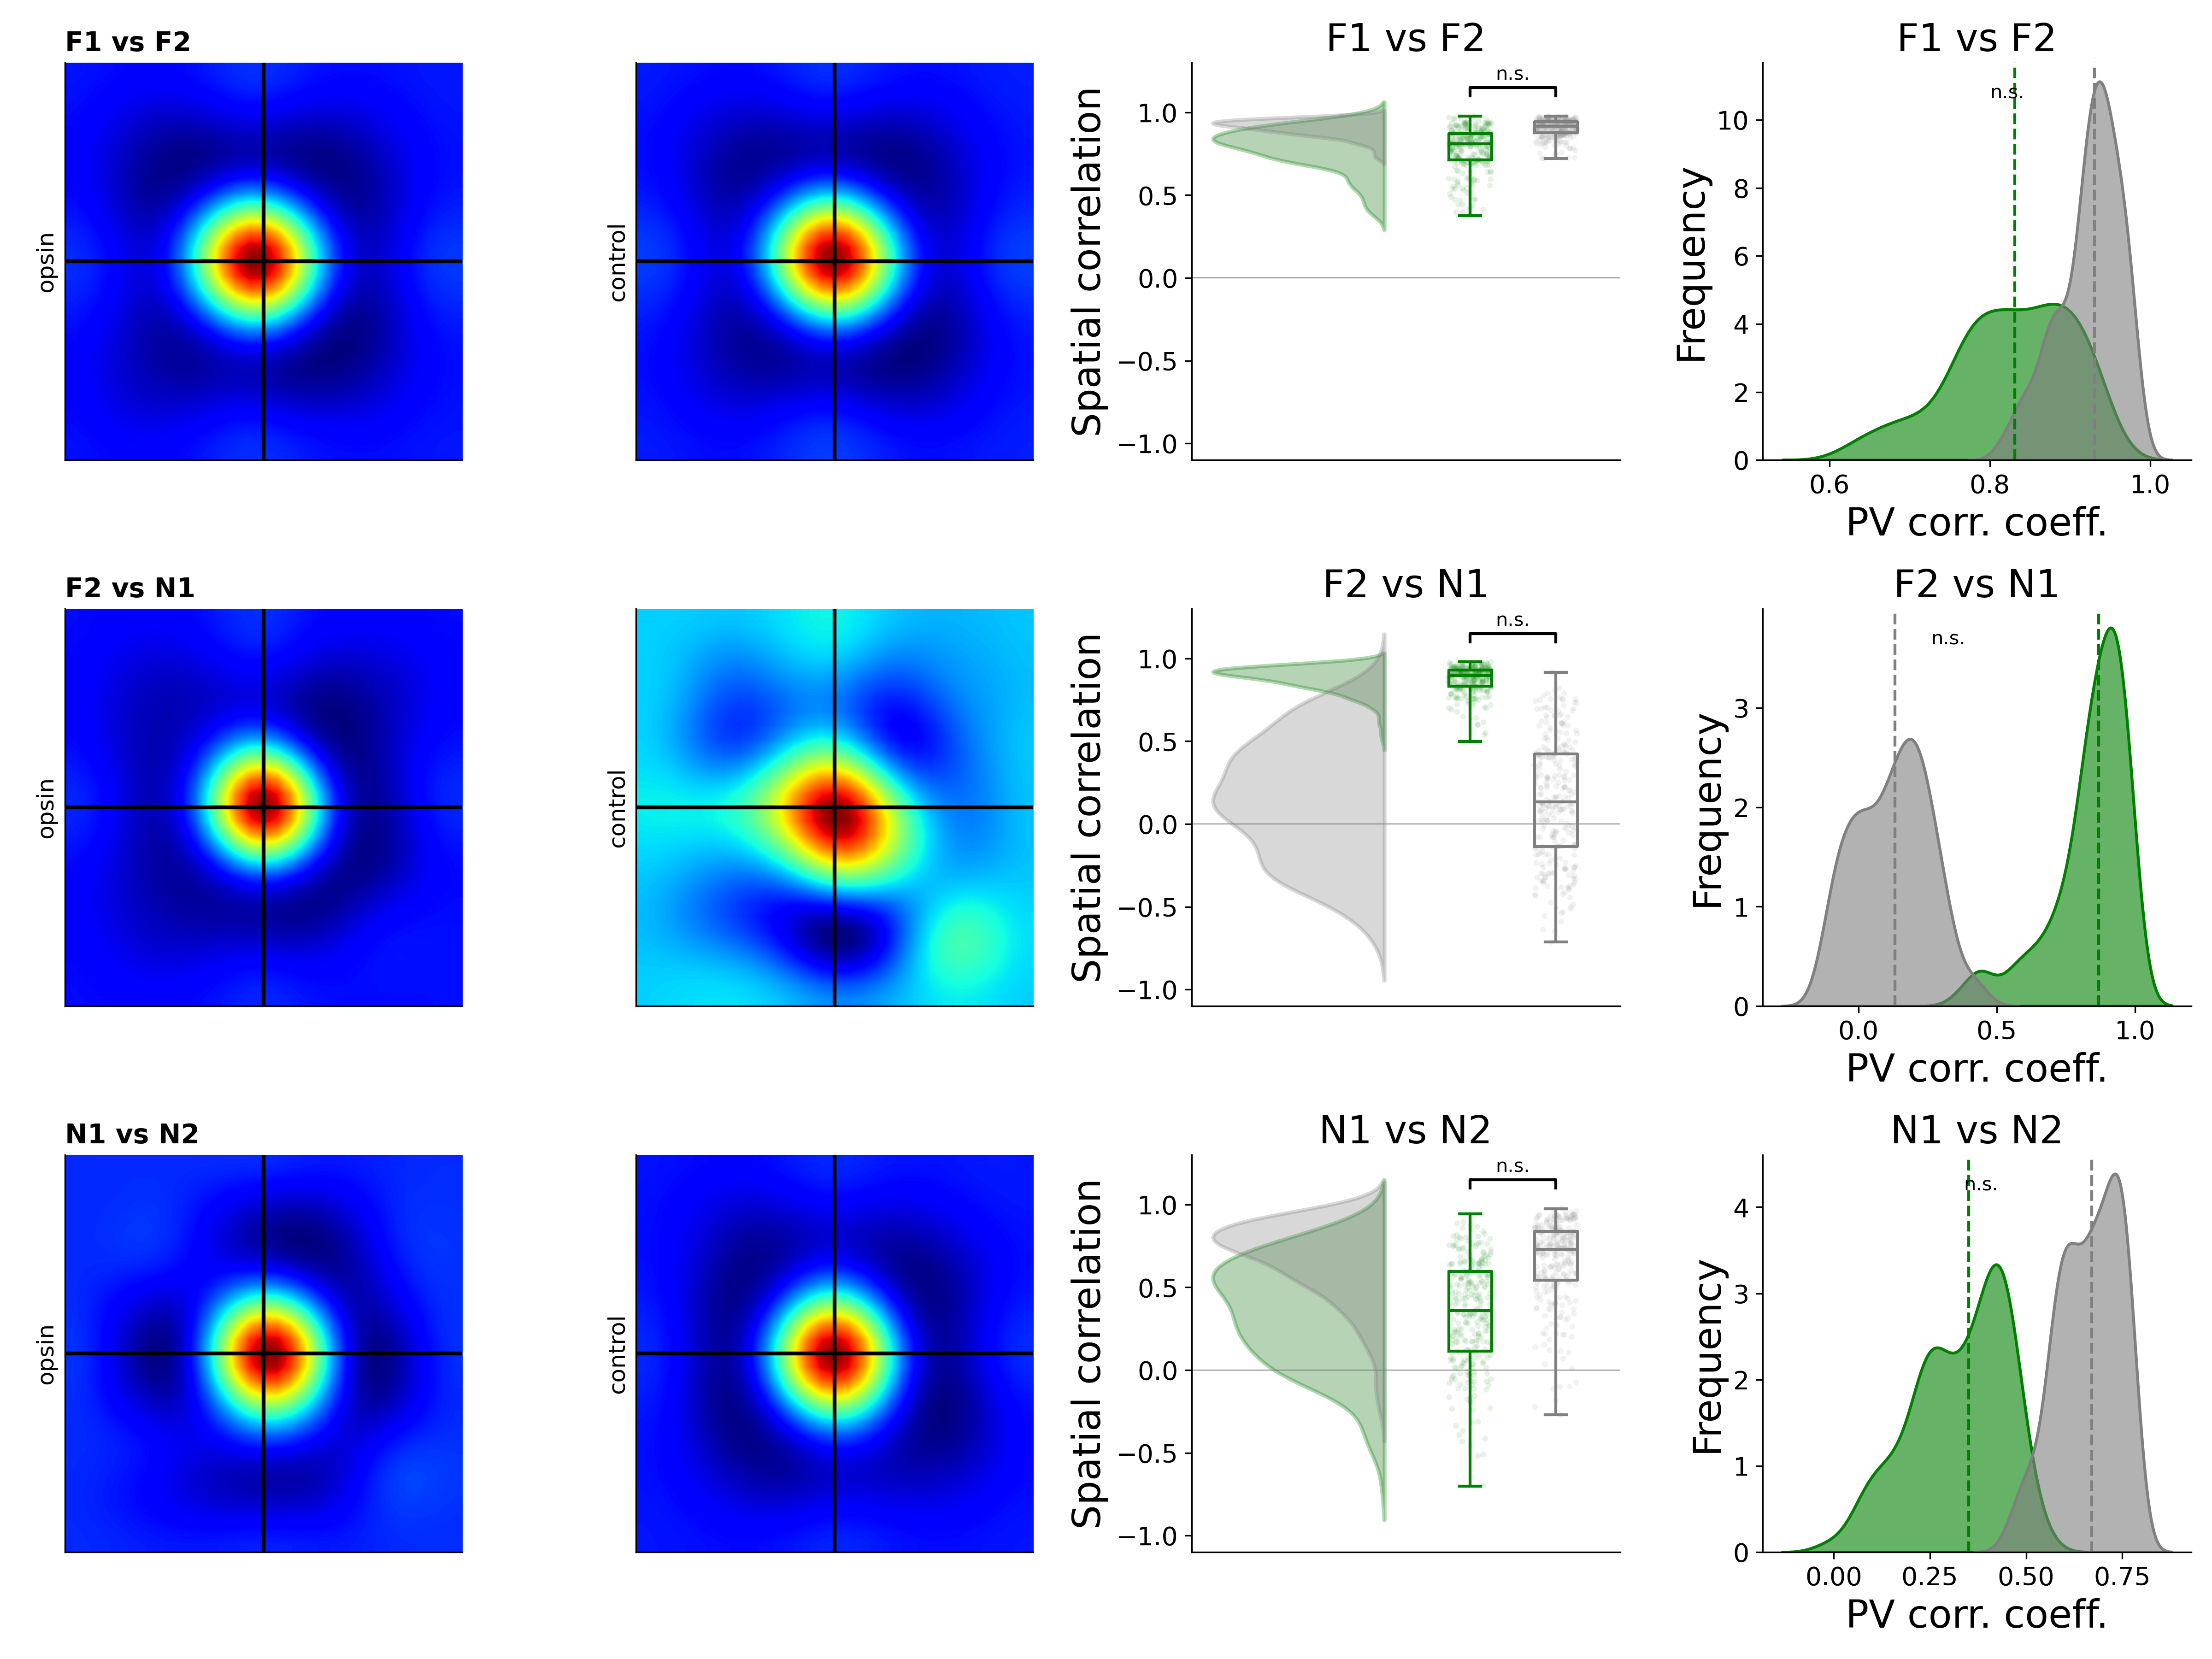 F1 vs F2
opsin
control
F1 vs F2
Spatial correlation
1.0
0.5
0.0
−0.5
−1.0
n.s.
F1 vs F2
Frequency
10
8
6
4
2
0
n.s.
0.6 0.8 1.0
PV corr. coeff.
F2 vs N1
opsin
control
F2 vs N1
Spatial correlation
1.0
0.5
0.0
−0.5
−1.0
n.s.
F2 vs N1
Frequency
3
2
1
0
n.s.
0.0 0.5 1.0
PV corr. coeff.
N1 vs N2
opsin
control
N1 vs N2
Spatial correlation
1.0
0.5
0.0
−0.5
−1.0
n.s.
N1 vs N2
Frequency
4
3
2
1
0
n.s.
0.00 0.25 0.50 0.75
PV corr. coeff.